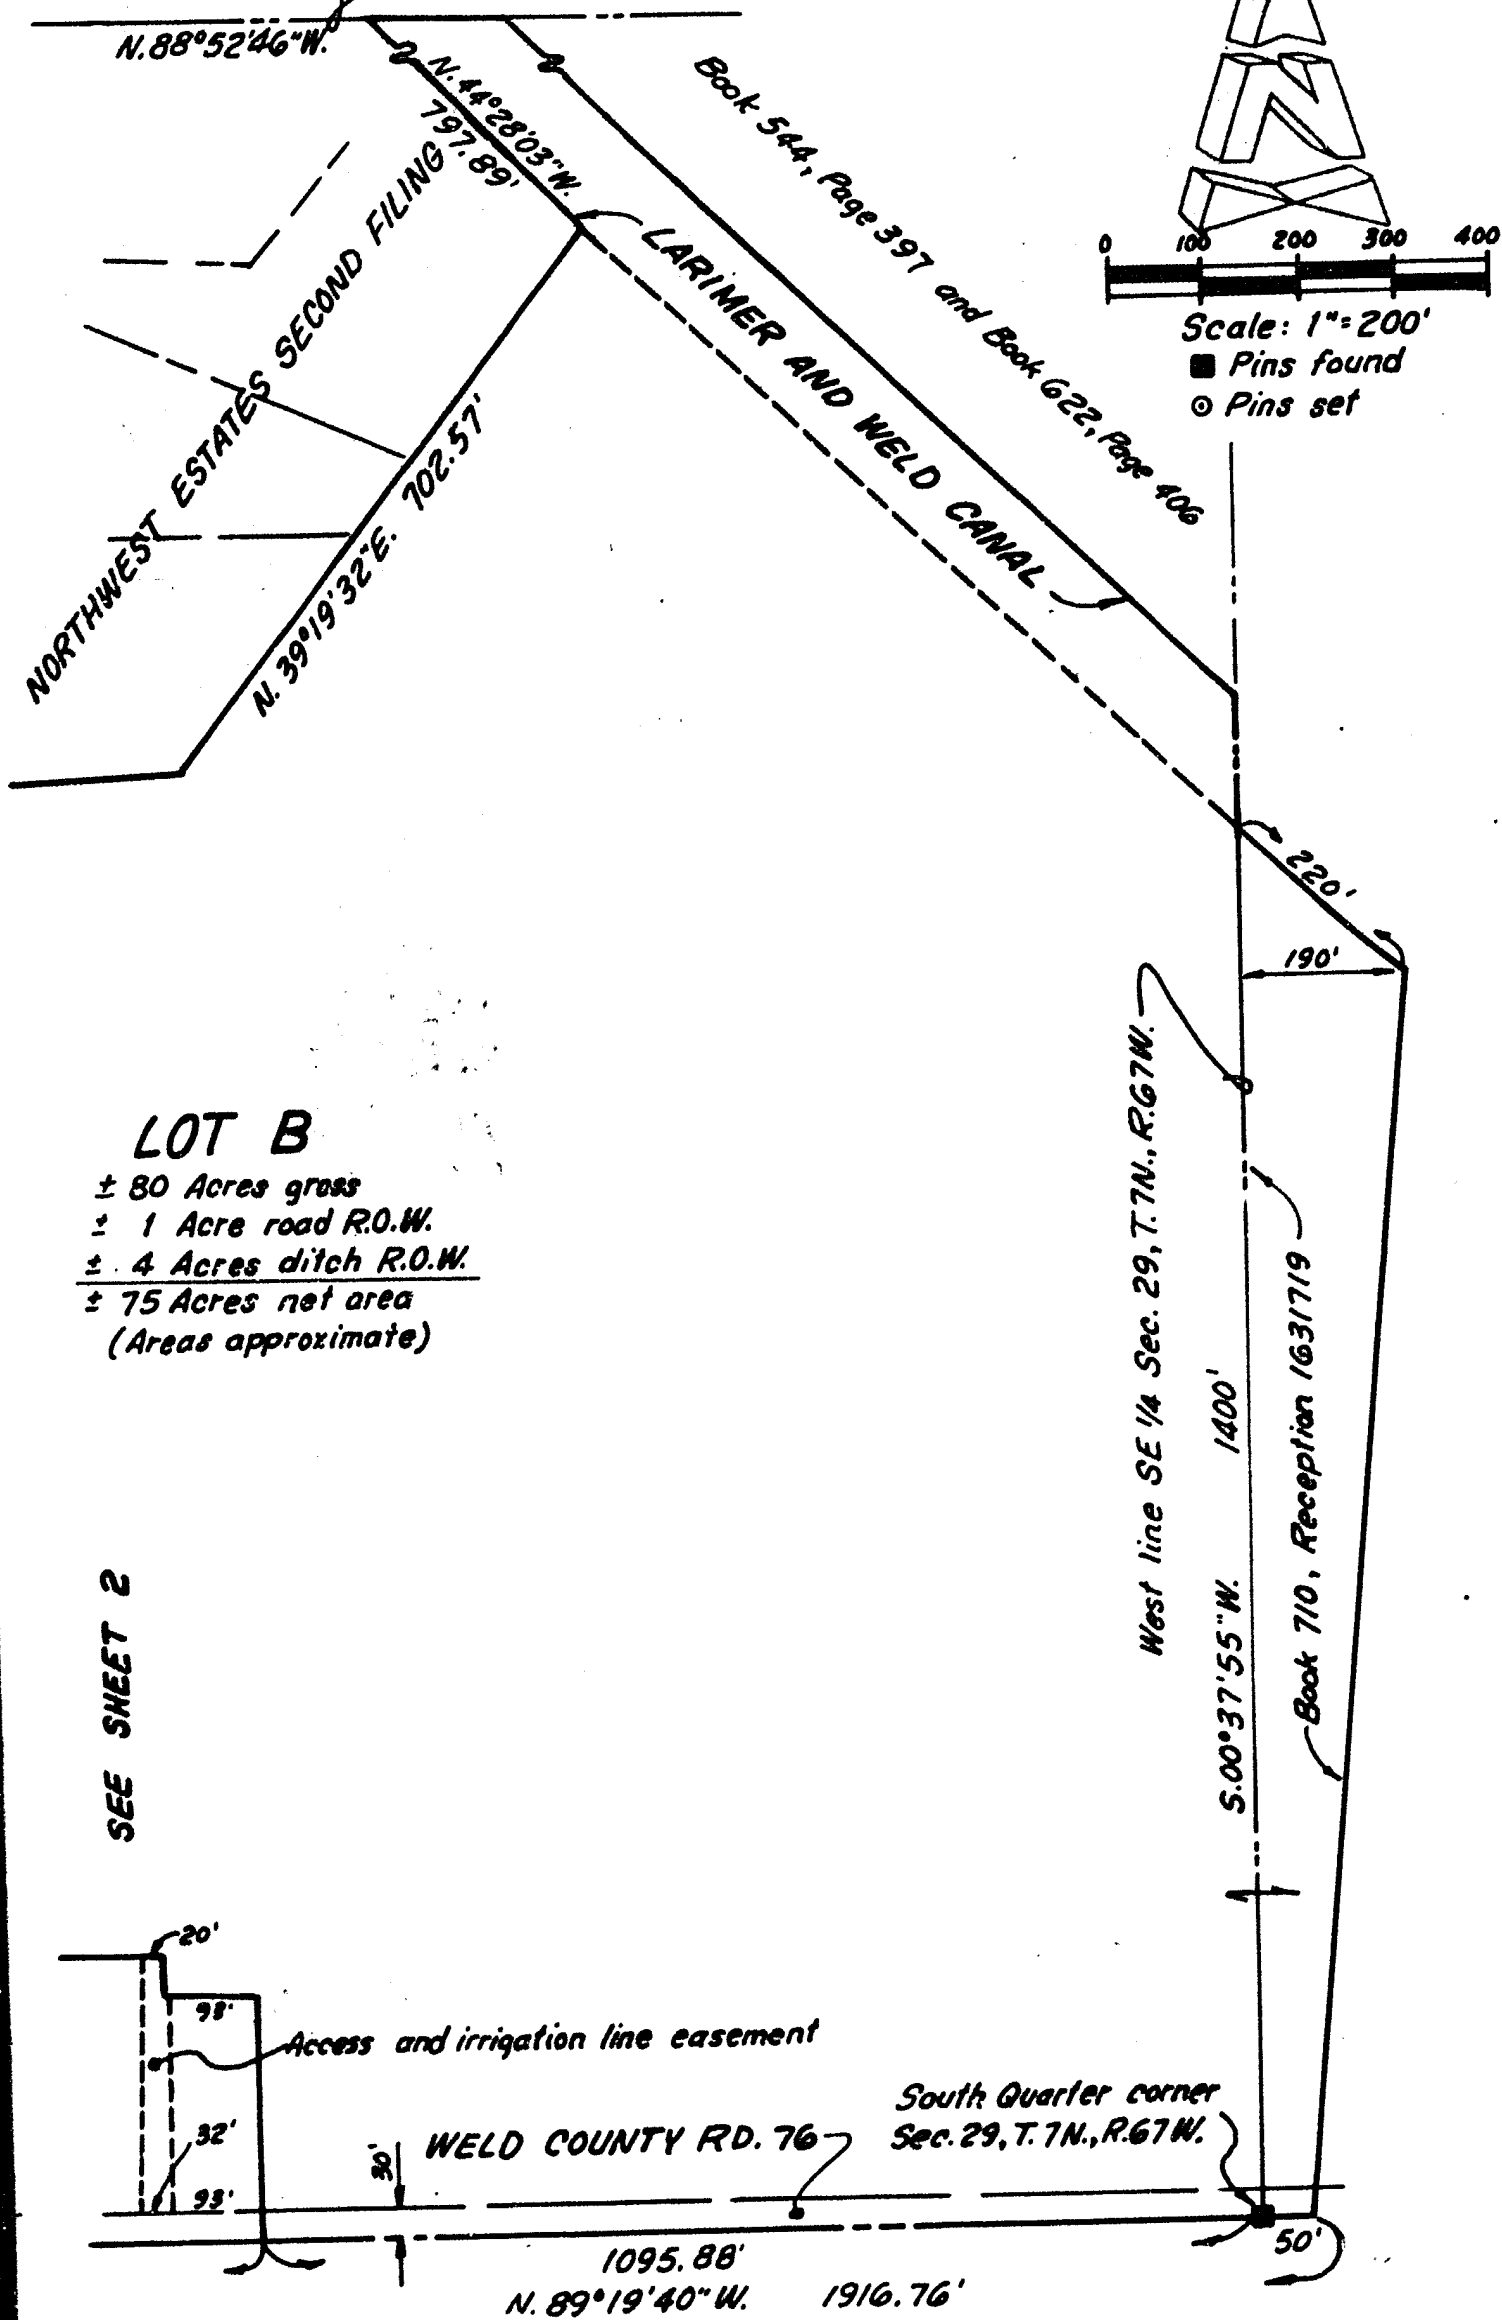 N. 88°52'46"W.
N. 44°28'03"W.
797.89'
Book 544, Page 397 and Book 622, Page 406
N
0 100 200 300 400
Scale: 1"=200'
Pins found
Pins set
LARIMER AND WELD CANAL
NORTHWEST ESTATES SECOND FILING
N. 39°19'32"E. 702.57'
220'
190'
West line SE 1/4 Sec. 29, T.7N., R.67W.
S.00°37'55"W. 1400'
Book 710, Reception 1631719
LOT B
± 80 Acres gross
± 1 Acre road R.O.W.
± 4 Acres ditch R.O.W.
± 75 Acres net area
(Areas approximate)
SEE SHEET 2
20'
98'
Access and irrigation line easement
32'
93'
30'
WELD COUNTY RD. 76
South Quarter corner
Sec. 29, T. 7N., R.67W.
50'
1095.88'
N. 89°19'40"W. 1916.76'